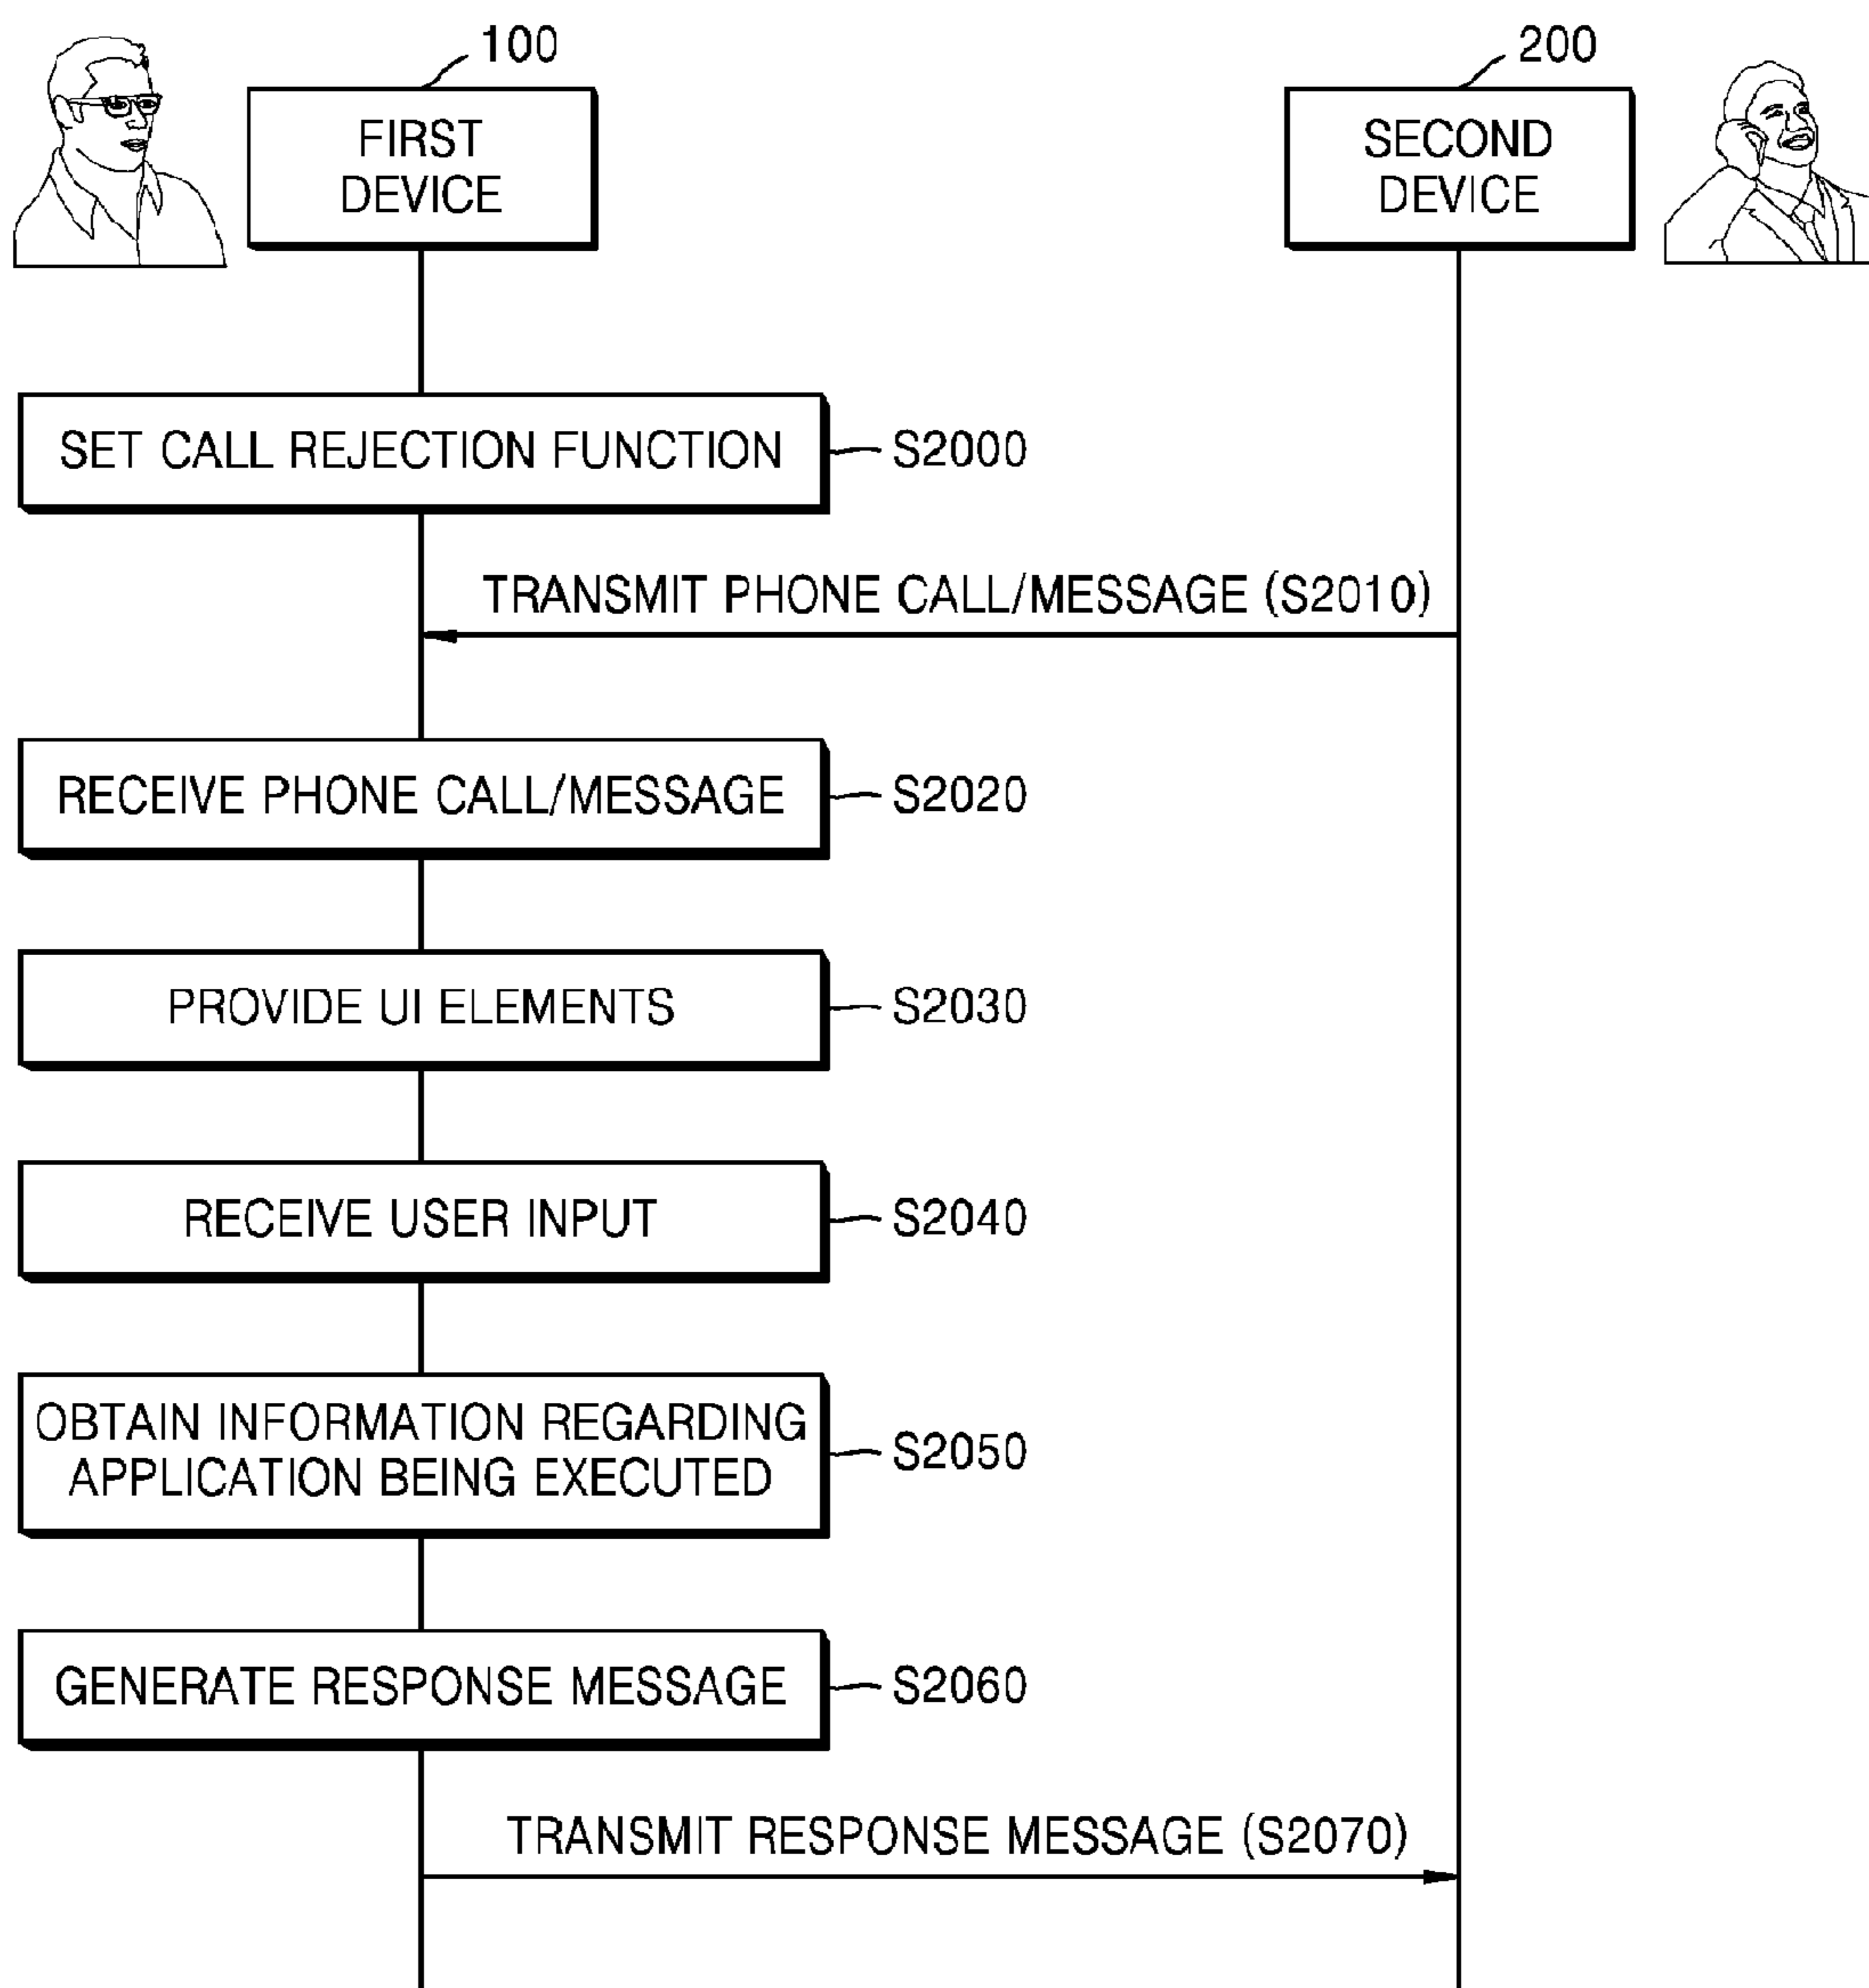 100
200
FIRST
DEVICE
SECOND
DEVICE
SET CALL REJECTION FUNCTION
S2000
TRANSMIT PHONE CALL/MESSAGE (S2010)
RECEIVE PHONE CALL/MESSAGE
S2020
PROVIDE UI ELEMENTS
S2030
RECEIVE USER INPUT
S2040
OBTAIN INFORMATION REGARDING
APPLICATION BEING EXECUTED
S2050
GENERATE RESPONSE MESSAGE
S2060
TRANSMIT RESPONSE MESSAGE (S2070)